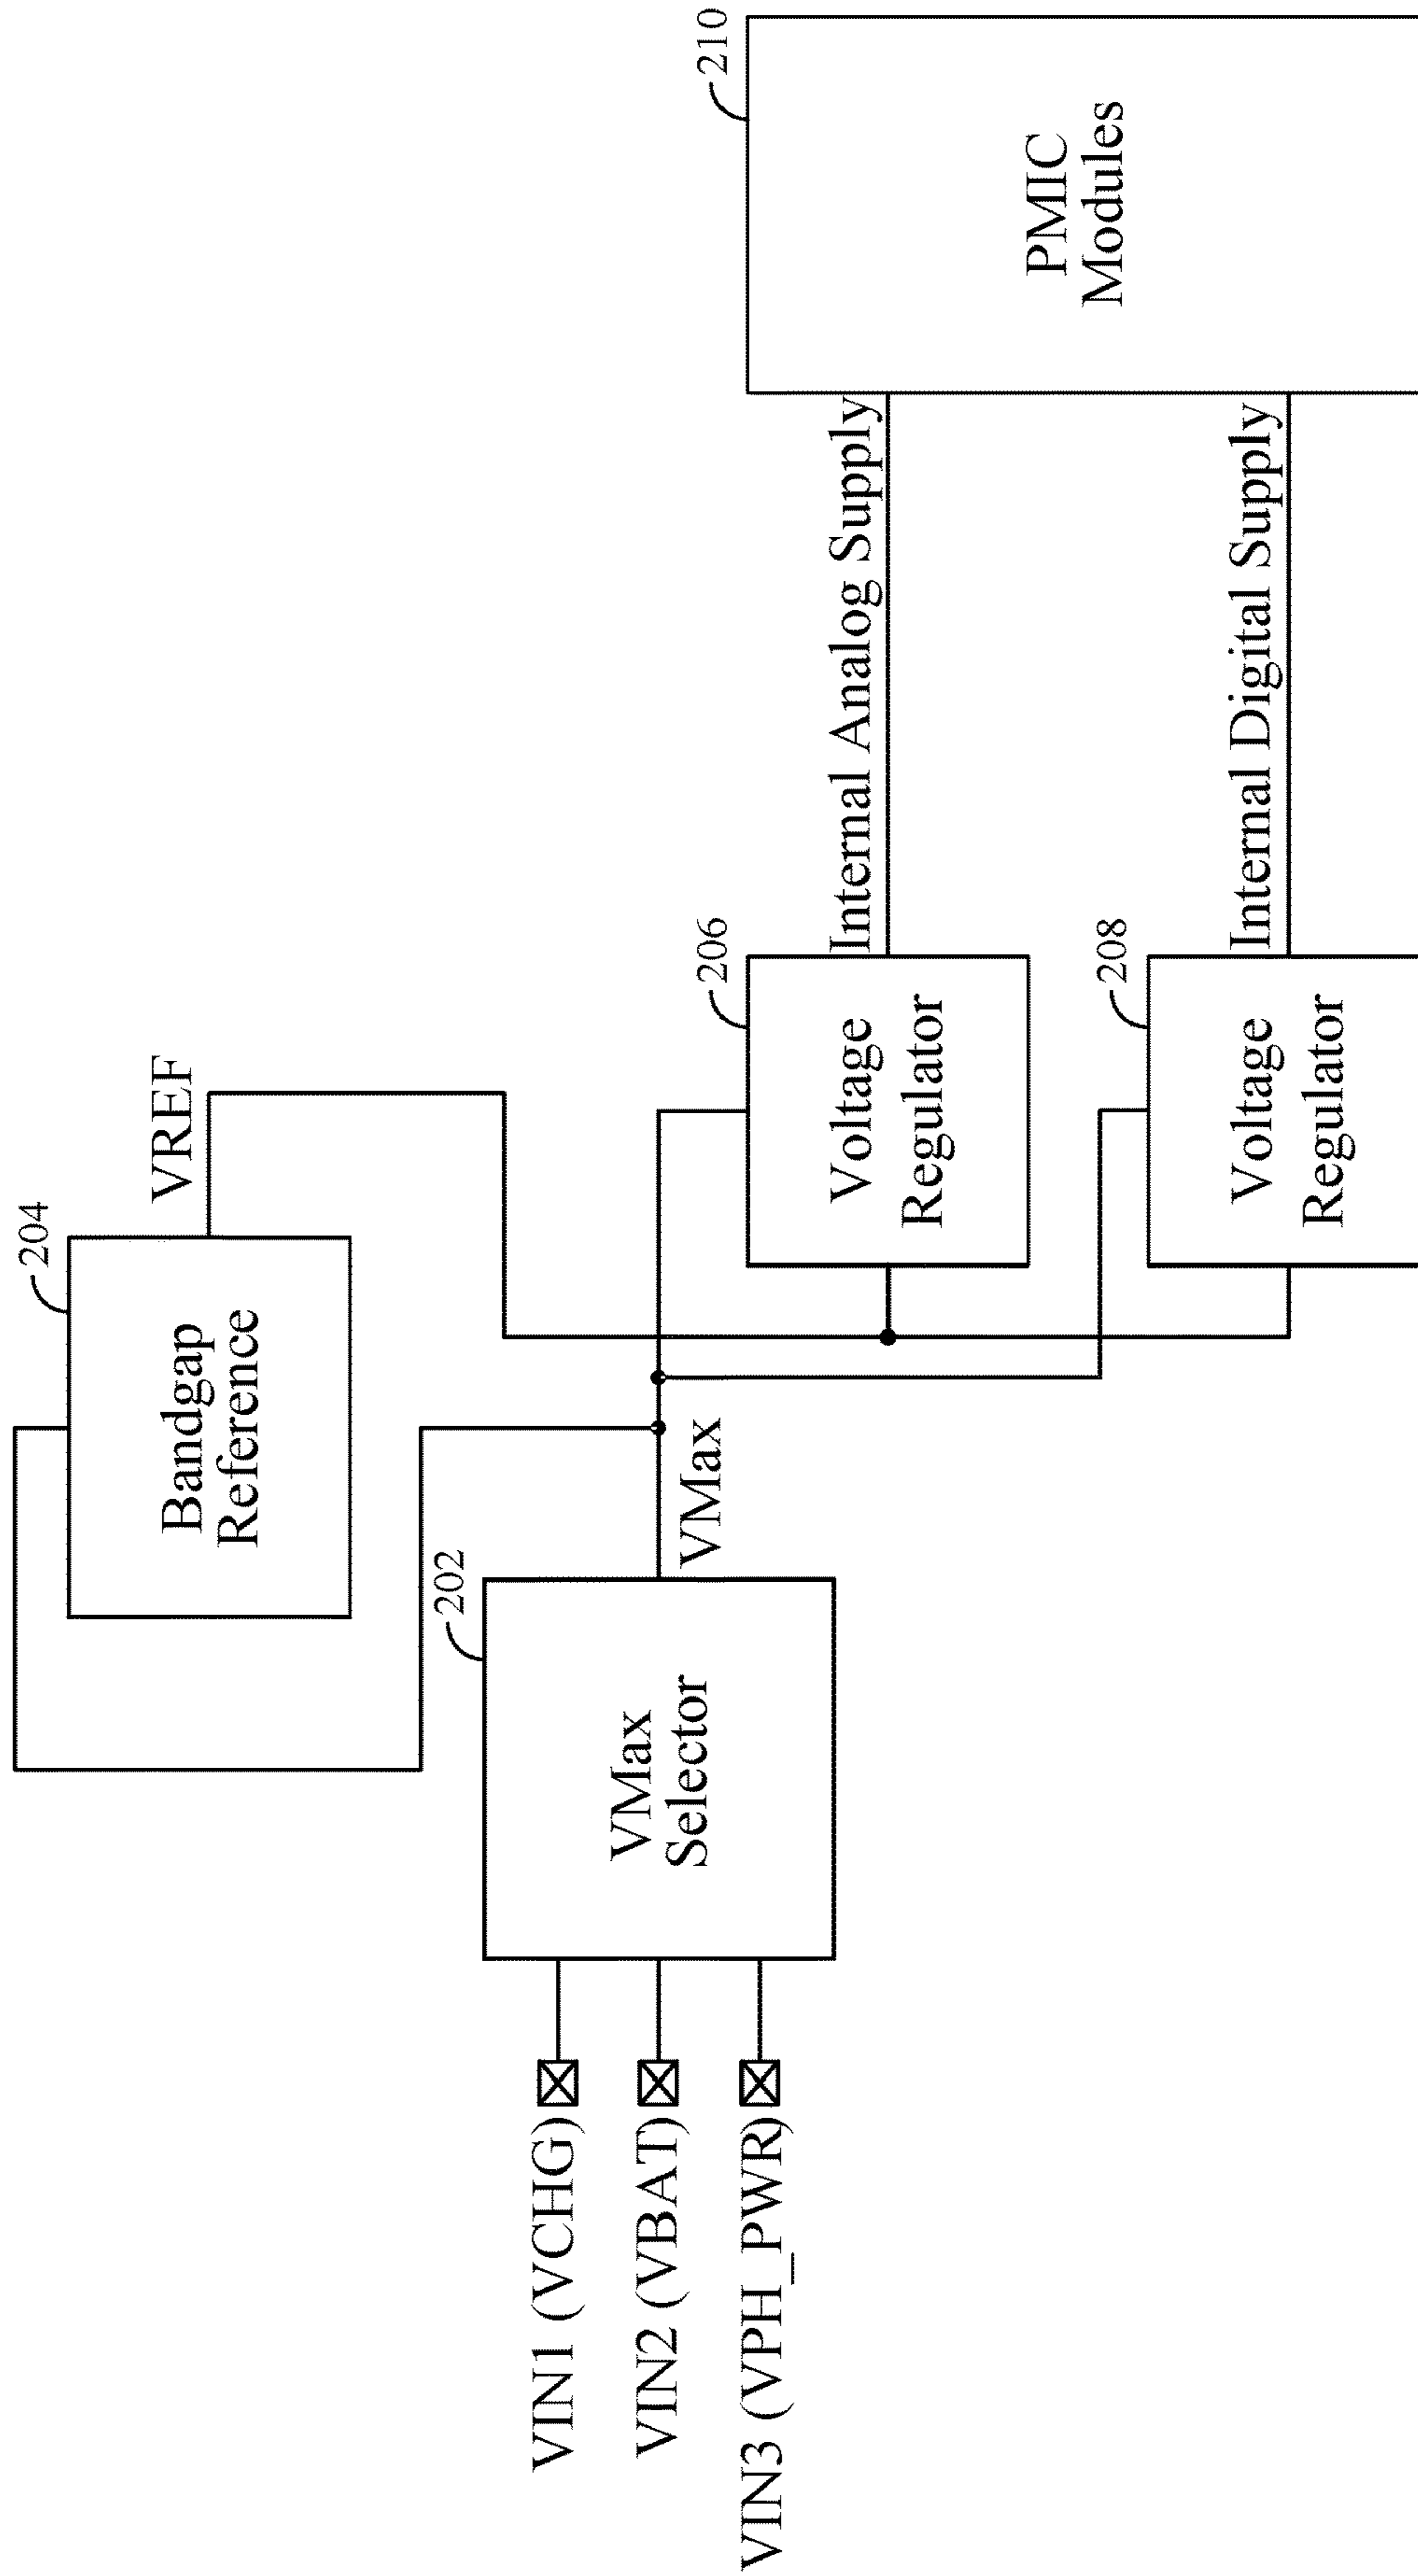 204
Bandgap
Reference
VREF
202
VMax
Selector
VMax
VIN1 (VCHG)
VIN2 (VBAT)
VIN3 (VPH_PWR)
206
Voltage
Regulator
Internal Analog Supply
208
Voltage
Regulator
Internal Digital Supply
210
PMIC
Modules